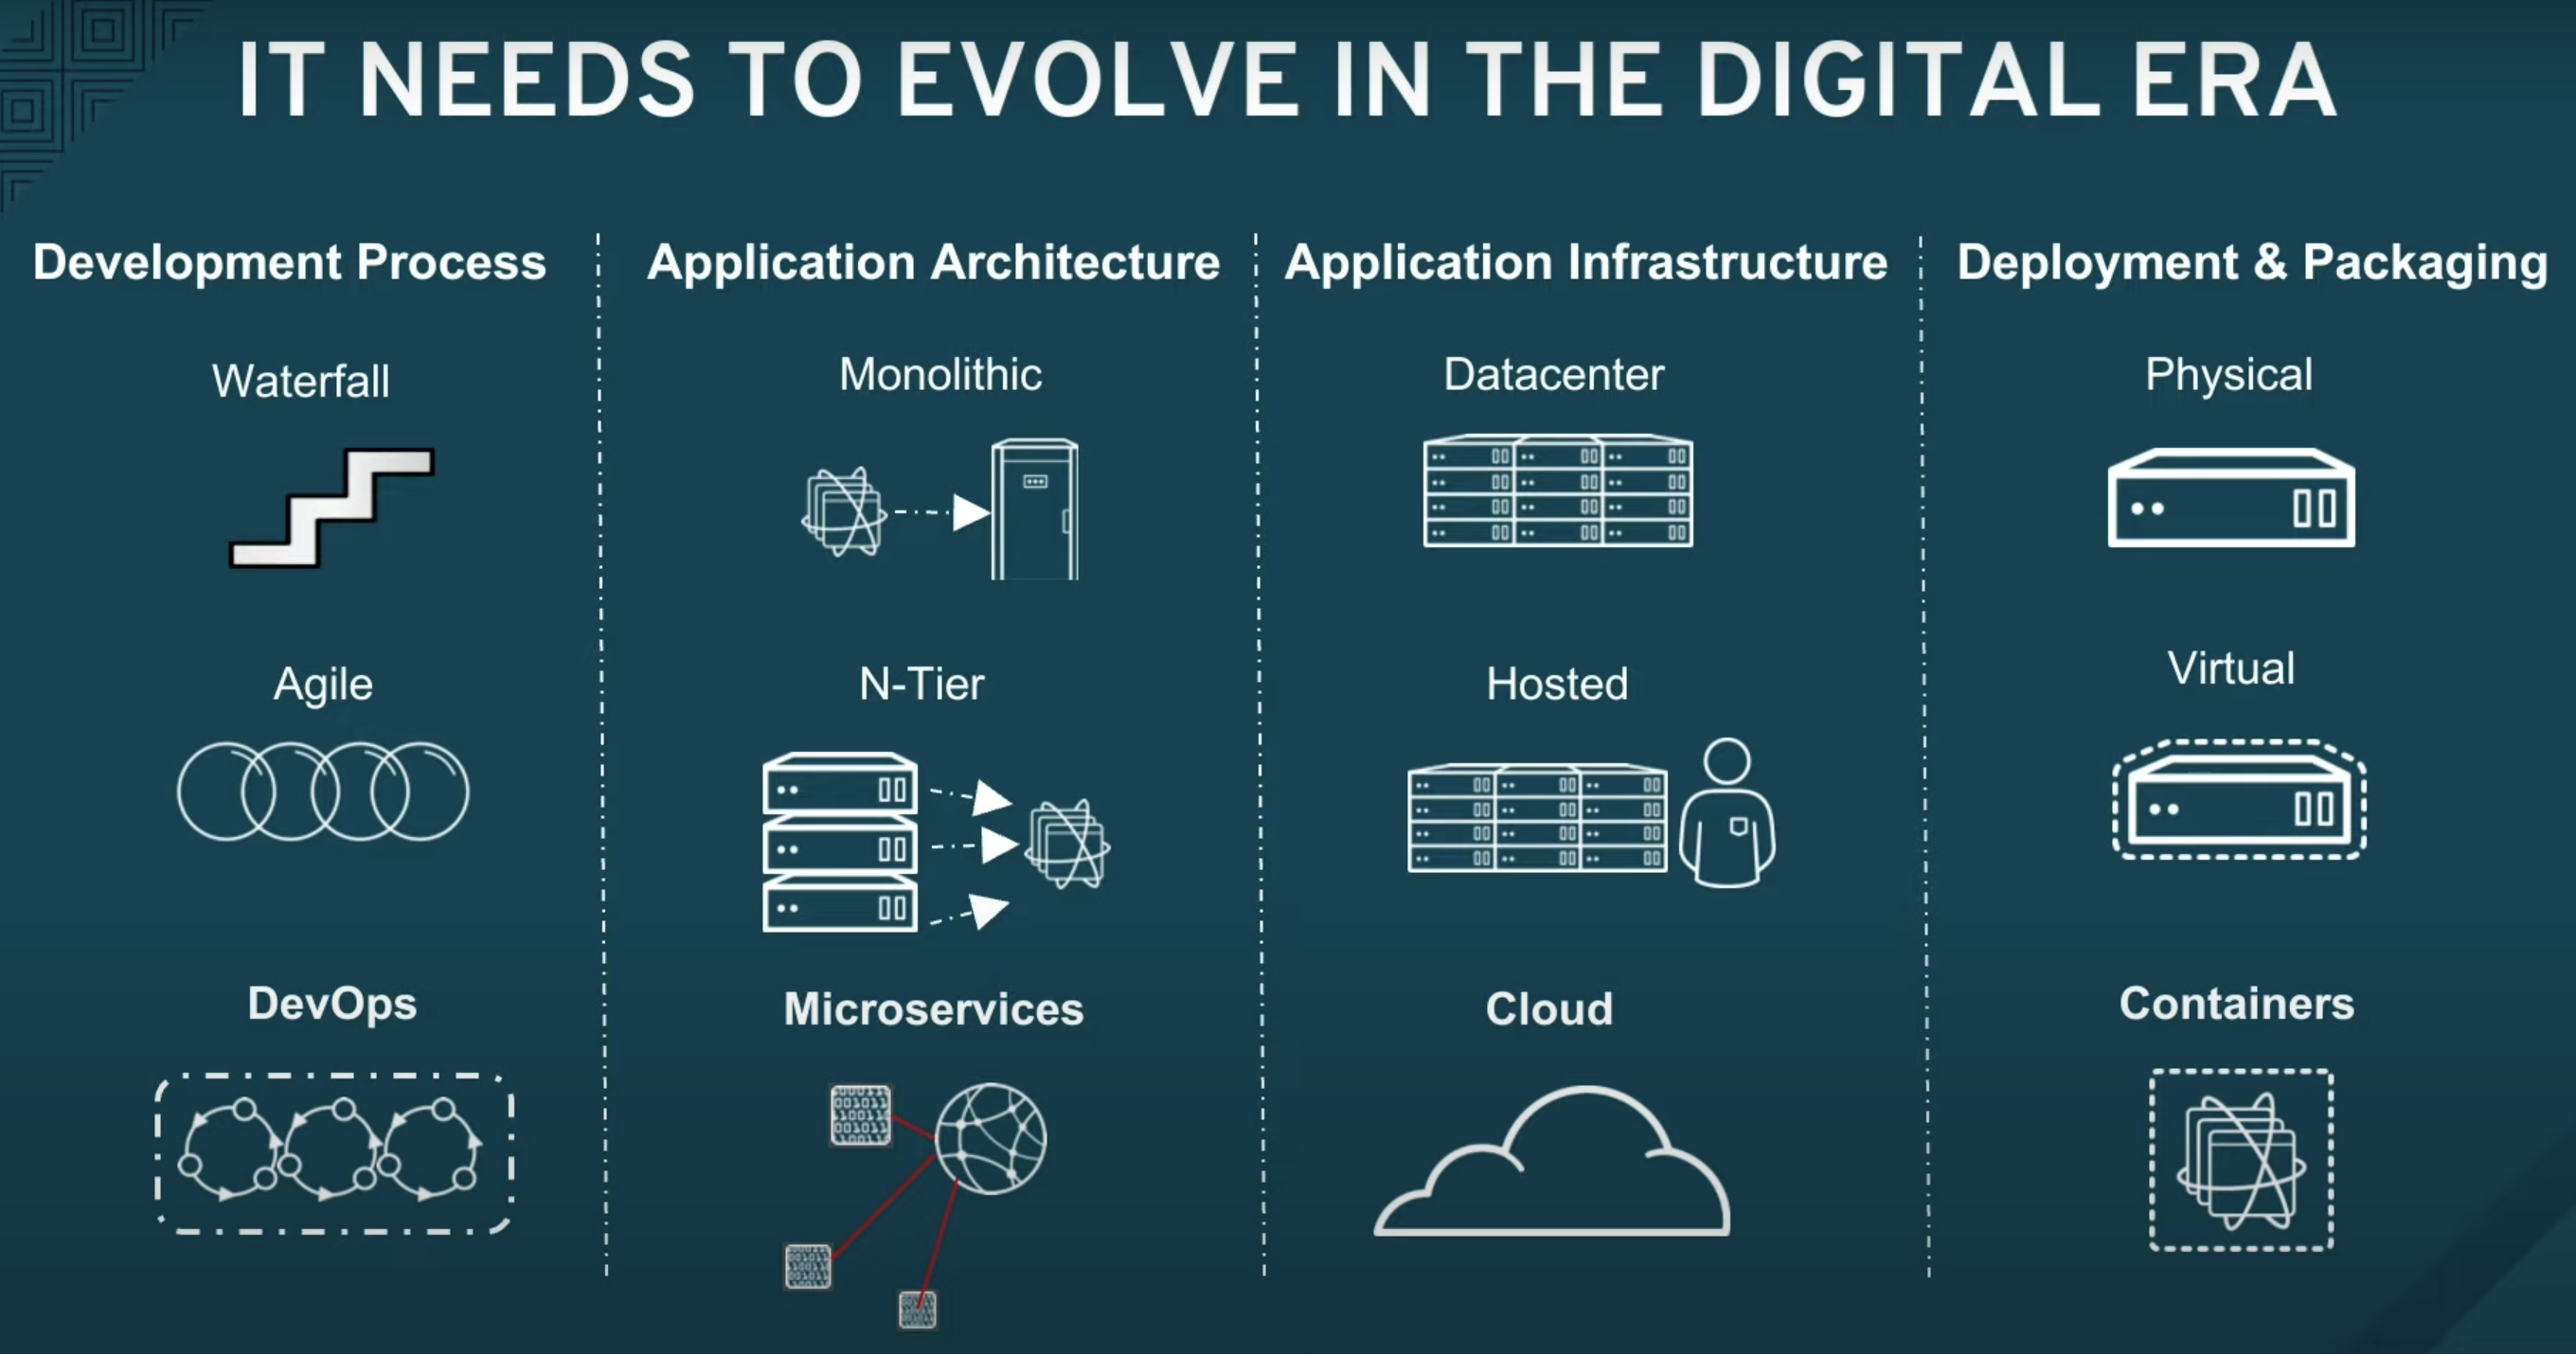 IT NEEDS TO EVOLVE IN THE DIGITAL ERA
Development Process
Waterfall
Agile
DevOps
Application Architecture
Monolithic
N-Tier
Microservices
Application Infrastructure
Datacenter
Hosted
Cloud
Deployment & Packaging
Physical
Virtual
Containers